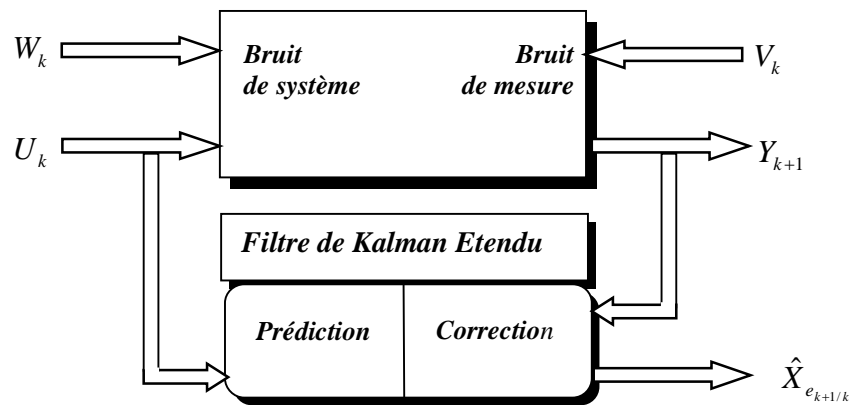 W_k
Bruit
de système
Bruit
de mesure
V_k
U_k
Y_{k+1}
Filtre de Kalman Etendu
Prédiction
Correction
X̂_{e_{k+1/k}}